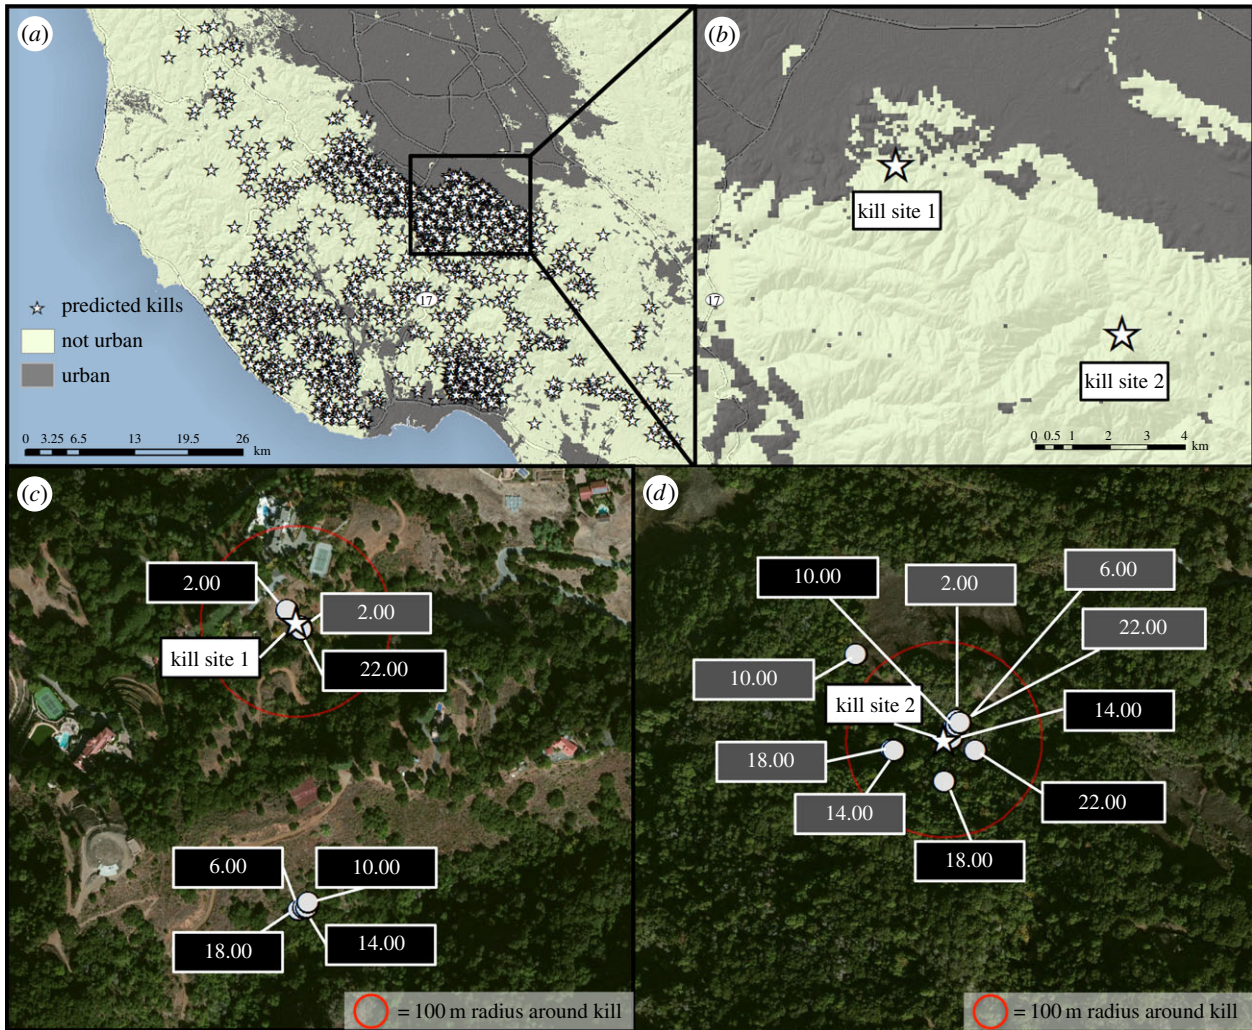 (a)
17
predicted kills
not urban
urban
0 3.25 6.5 13 19.5 26
km
(b)
kill site 1
17
kill site 2
0 0.5 1 2 3 4
km
(c)
2.00
2.00
kill site 1
22.00
6.00
10.00
18.00
14.00
= 100 m radius around kill
(d)
10.00
2.00
6.00
22.00
10.00
kill site 2
14.00
18.00
14.00
22.00
18.00
= 100 m radius around kill